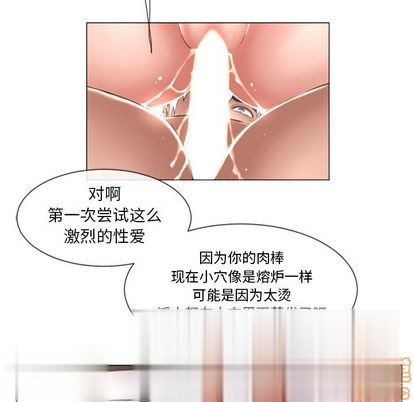 对啊
第一次尝试这么
激烈的性爱
因为你的肉棒
现在小穴像是熔炉一样
可能是因为太烫